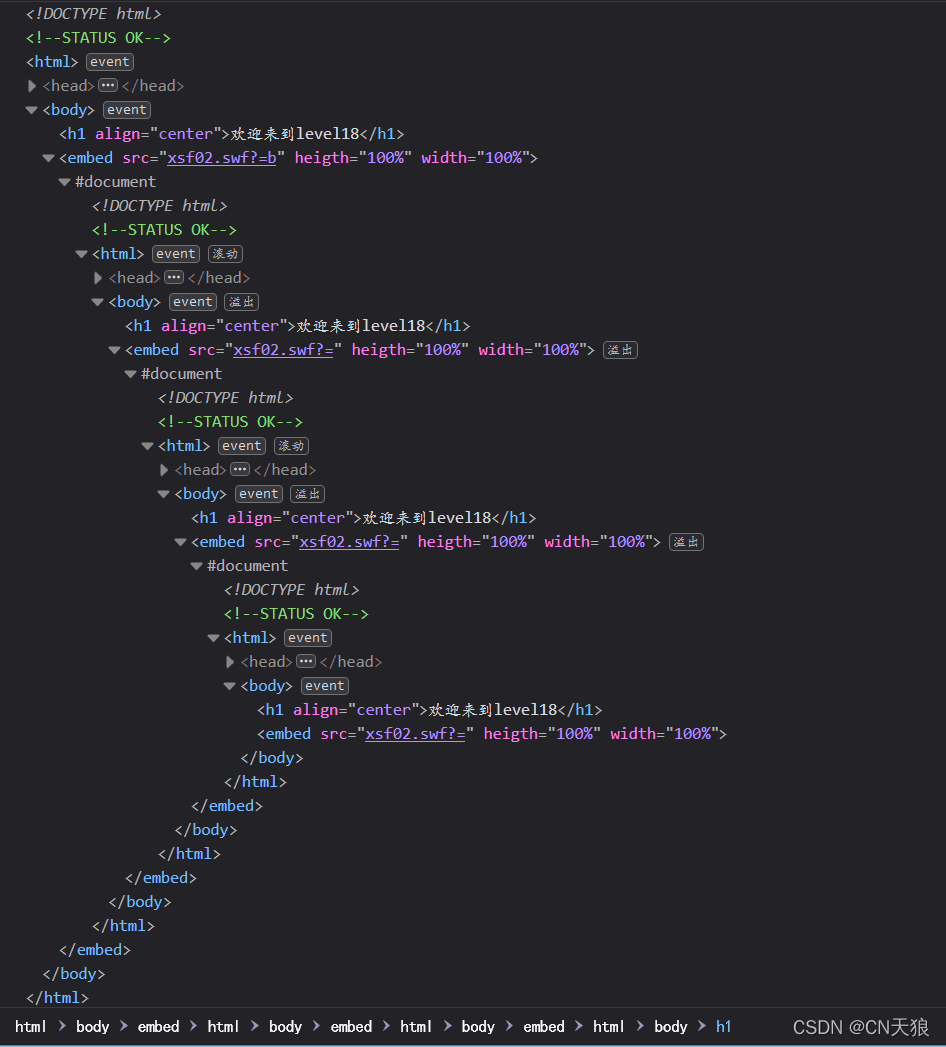 <!DOCTYPE html>
<!--STATUS OK-->
<html> event
<head> ••• </head>
<body> event
<h1 align="center">欢迎来到level18</h1>
<embed src="xsf02.swf?=b" heigth="100%" width="100%">
#document
<!DOCTYPE html>
<!--STATUS OK-->
<html> event 滚动
<head> ••• </head>
<body> event 溢出
<h1 align="center">欢迎来到level18</h1>
<embed src="xsf02.swf?=" heigth="100%" width="100%"> 溢出
#document
<!DOCTYPE html>
<!--STATUS OK-->
<html> event 滚动
<head> ••• </head>
<body> event 溢出
<h1 align="center">欢迎来到level18</h1>
<embed src="xsf02.swf?=" heigth="100%" width="100%"> 溢出
#document
<!DOCTYPE html>
<!--STATUS OK-->
<html> event
<head> ••• </head>
<body> event
<h1 align="center">欢迎来到level18</h1>
<embed src="xsf02.swf?=" heigth="100%" width="100%">
</body>
</html>
</embed>
</body>
</html>
</embed>
</body>
</html>
</embed>
</body>
</html>
html > body > embed > html > body > embed > html > body > embed > html > body > h1
CSDN @CN天狼